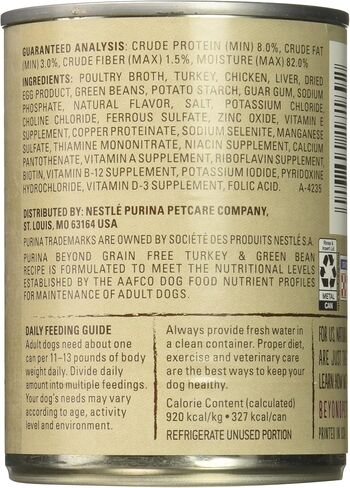 GUARANTEED ANALYSIS: CRUDE PROTEIN (MIN) 8.0%, CRUDE FAT
(MIN) 3.0%, CRUDE FIBER (MAX) 1.5%, MOISTURE (MAX) 82.0%
INGREDIENTS: POULTRY BROTH, TURKEY, CHICKEN, LIVER, DRIED
EGG PRODUCT, GREEN BEANS, POTATO STARCH, GUAR GUM, SODIUM
PHOSPHATE, NATURAL FLAVOR, SALT, POTASSIUM CHLORIDE,
CHOLINE CHLORIDE, FERROUS SULFATE, ZINC OXIDE, VITAMIN E
SUPPLEMENT, COPPER PROTEINATE, SODIUM SELENITE, MANGANESE
SULFATE, THIAMINE MONONITRATE, NIACIN SUPPLEMENT, CALCIUM
PANTOTHENATE, VITAMIN A SUPPLEMENT, RIBOFLAVIN SUPPLEMENT,
BIOTIN, VITAMIN B-12 SUPPLEMENT, POTASSIUM IODIDE, PYRIDOXINE
HYDROCHLORIDE, VITAMIN D-3 SUPPLEMENT, FOLIC ACID. A-4235
DISTRIBUTED BY: NESTLÉ PURINA PETCARE COMPANY,
ST. LOUIS, MO 63164 USA
PURINA TRADEMARKS ARE OWNED BY SOCIÉTÉ DES PRODUITS NESTLÉ S.A.
PURINA BEYOND GRAIN FREE TURKEY & GREEN BEAN
RECIPE IS FORMULATED TO MEET THE NUTRITIONAL LEVELS
ESTABLISHED BY THE AAFCO DOG FOOD NUTRIENT PROFILES
FOR MAINTENANCE OF ADULT DOGS.
METAL
CAN
DAILY FEEDING GUIDE
Adult dogs need about one
can per 11–13 pounds of body
weight daily. Divide daily
amount into multiple feedings.
Your dog's needs may vary
according to age, activity
level and environment.
Always provide fresh water in
a clean container. Proper diet,
exercise and veterinary care
are the best ways to keep your
dog healthy.
Calorie Content (calculated)
920 kcal/kg • 327 kcal/can
REFRIGERATE UNUSED PORTION
FOR US,
ARE JUST
LEARN HOW
BEYOND
PRINTED IN